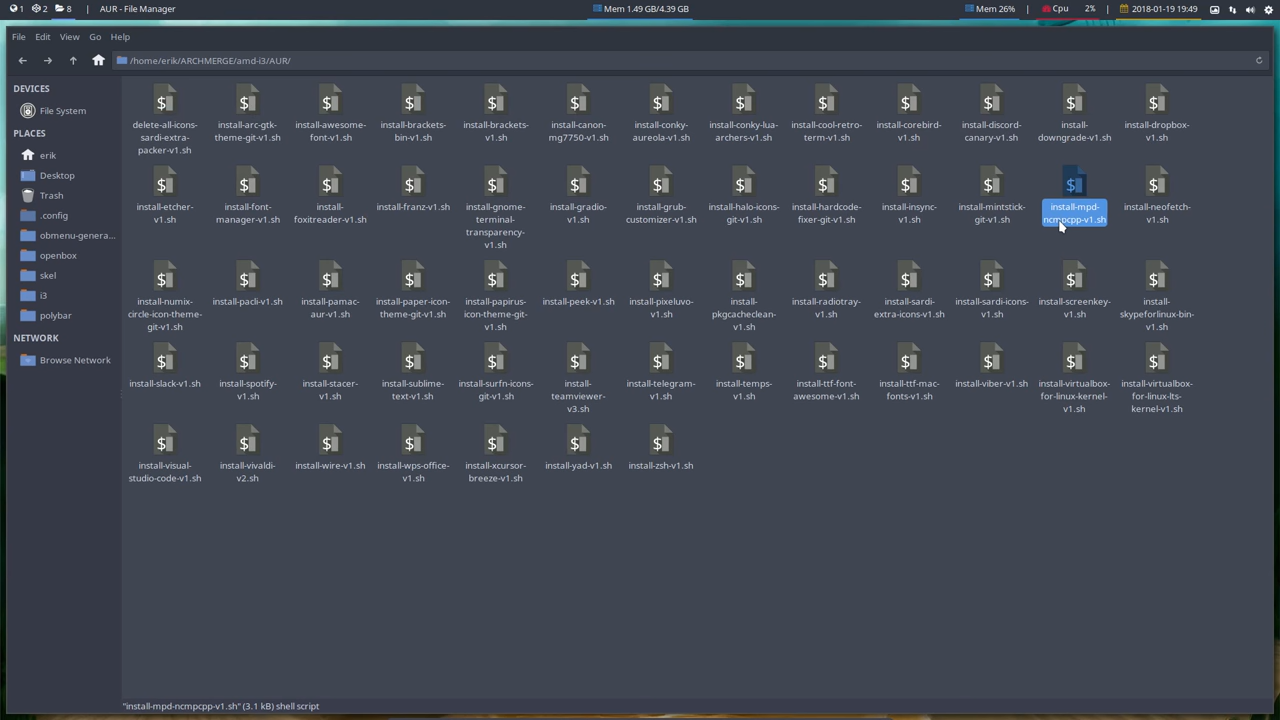 1
2
8
|
AUR - File Manager
Mem 1.49 GB/4.39 GB
Mem 26%
|
Cpu 2%
|
2018-01-19 19:49
File Edit View Go Help
/home/erik/ARCHMERGE/amd-i3/AUR/
DEVICES
File System
PLACES
erik
Desktop
Trash
.config
obmenu-genera...
openbox
skel
i3
polybar
NETWORK
Browse Network
delete-all-icons-
sardi-extra-
packer-v1.sh
install-arc-gtk-
theme-git-v1.sh
install-awesome-
font-v1.sh
install-brackets-
bin-v1.sh
install-brackets-
v1.sh
install-canon-
mg7750-v1.sh
install-conky-
aureola-v1.sh
install-conky-lua-
archers-v1.sh
install-cool-retro-
term-v1.sh
install-corebird-
v1.sh
install-discord-
canary-v1.sh
install-
downgrade-v1.sh
install-dropbox-
v1.sh
install-etcher-
v1.sh
install-font-
manager-v1.sh
install-
foxitreader-v1.sh
install-franz-v1.sh
install-gnome-
terminal-
transparency-
v1.sh
install-gradio-
v1.sh
install-grub-
customizer-v1.sh
install-halo-icons-
git-v1.sh
install-hardcode-
fixer-git-v1.sh
install-insync-
v1.sh
install-mintstick-
git-v1.sh
install-mpd-
ncmpcpp-v1.sh
install-neofetch-
v1.sh
install-numix-
circle-icon-theme-
git-v1.sh
install-pacli-v1.sh
install-pamac-
aur-v1.sh
install-paper-icon-
theme-git-v1.sh
install-papirus-
icon-theme-git-
v1.sh
install-peek-v1.sh
install-pixeluvo-
v1.sh
install-
pkgcacheclean-
v1.sh
install-radiotray-
v1.sh
install-sardi-
extra-icons-v1.sh
install-sardi-icons-
v1.sh
install-screenkey-
v1.sh
install-
skypeforlinux-bin-
v1.sh
install-slack-v1.sh
install-spotify-
v1.sh
install-stacer-
v1.sh
install-sublime-
text-v1.sh
install-surfn-icons-
git-v1.sh
install-
teamviewer-
v3.sh
install-telegram-
v1.sh
install-temps-
v1.sh
install-ttf-font-
awesome-v1.sh
install-ttf-mac-
fonts-v1.sh
install-viber-v1.sh
install-virtualbox-
for-linux-kernel-
v1.sh
install-virtualbox-
for-linux-lts-
kernel-v1.sh
install-visual-
studio-code-v1.sh
install-vivaldi-
v2.sh
install-wire-v1.sh
install-wps-office-
v1.sh
install-xcursor-
breeze-v1.sh
install-yad-v1.sh
install-zsh-v1.sh
"install-mpd-ncmpcpp-v1.sh" (3.1 kB) shell script